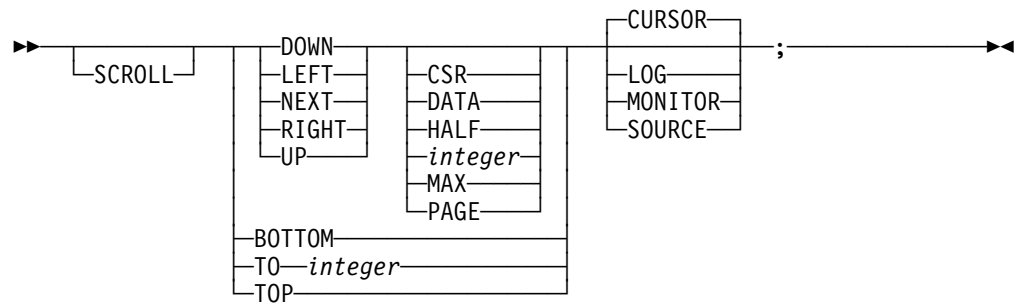 CURSOR
DOWN ;
SCROLL LEFT CSR LOG
NEXT DATA MONITOR
RIGHT HALF SOURCE
UP integer
MAX
PAGE
BOTTOM
TO integer
TOP